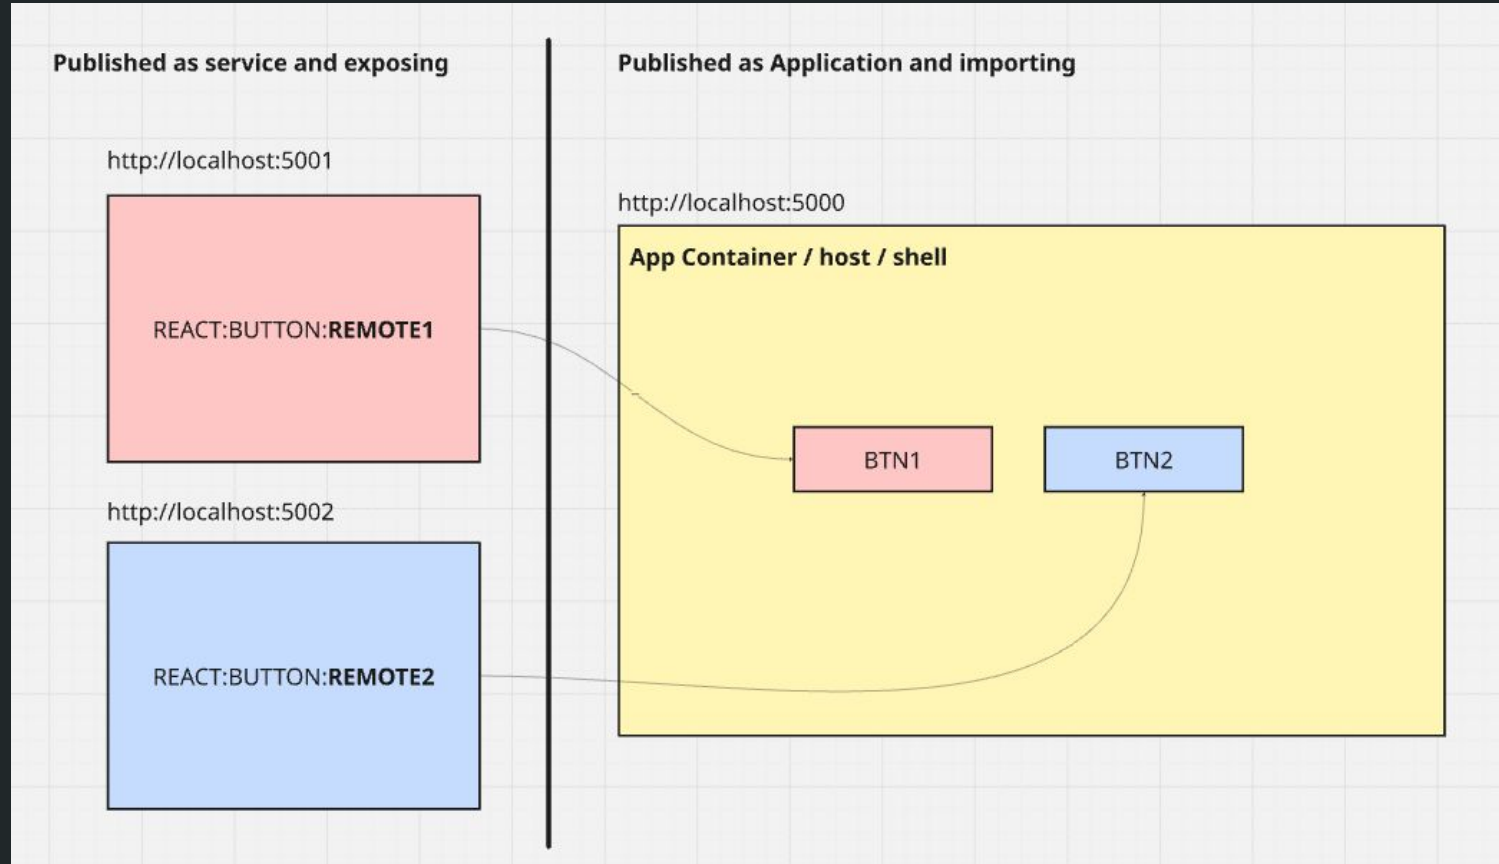 Published as service and exposing
http://localhost:5001
REACT:BUTTON:REMOTE1
http://localhost:5002
REACT:BUTTON:REMOTE2
Published as Application and importing
http://localhost:5000
App Container / host / shell
BTN1
BTN2